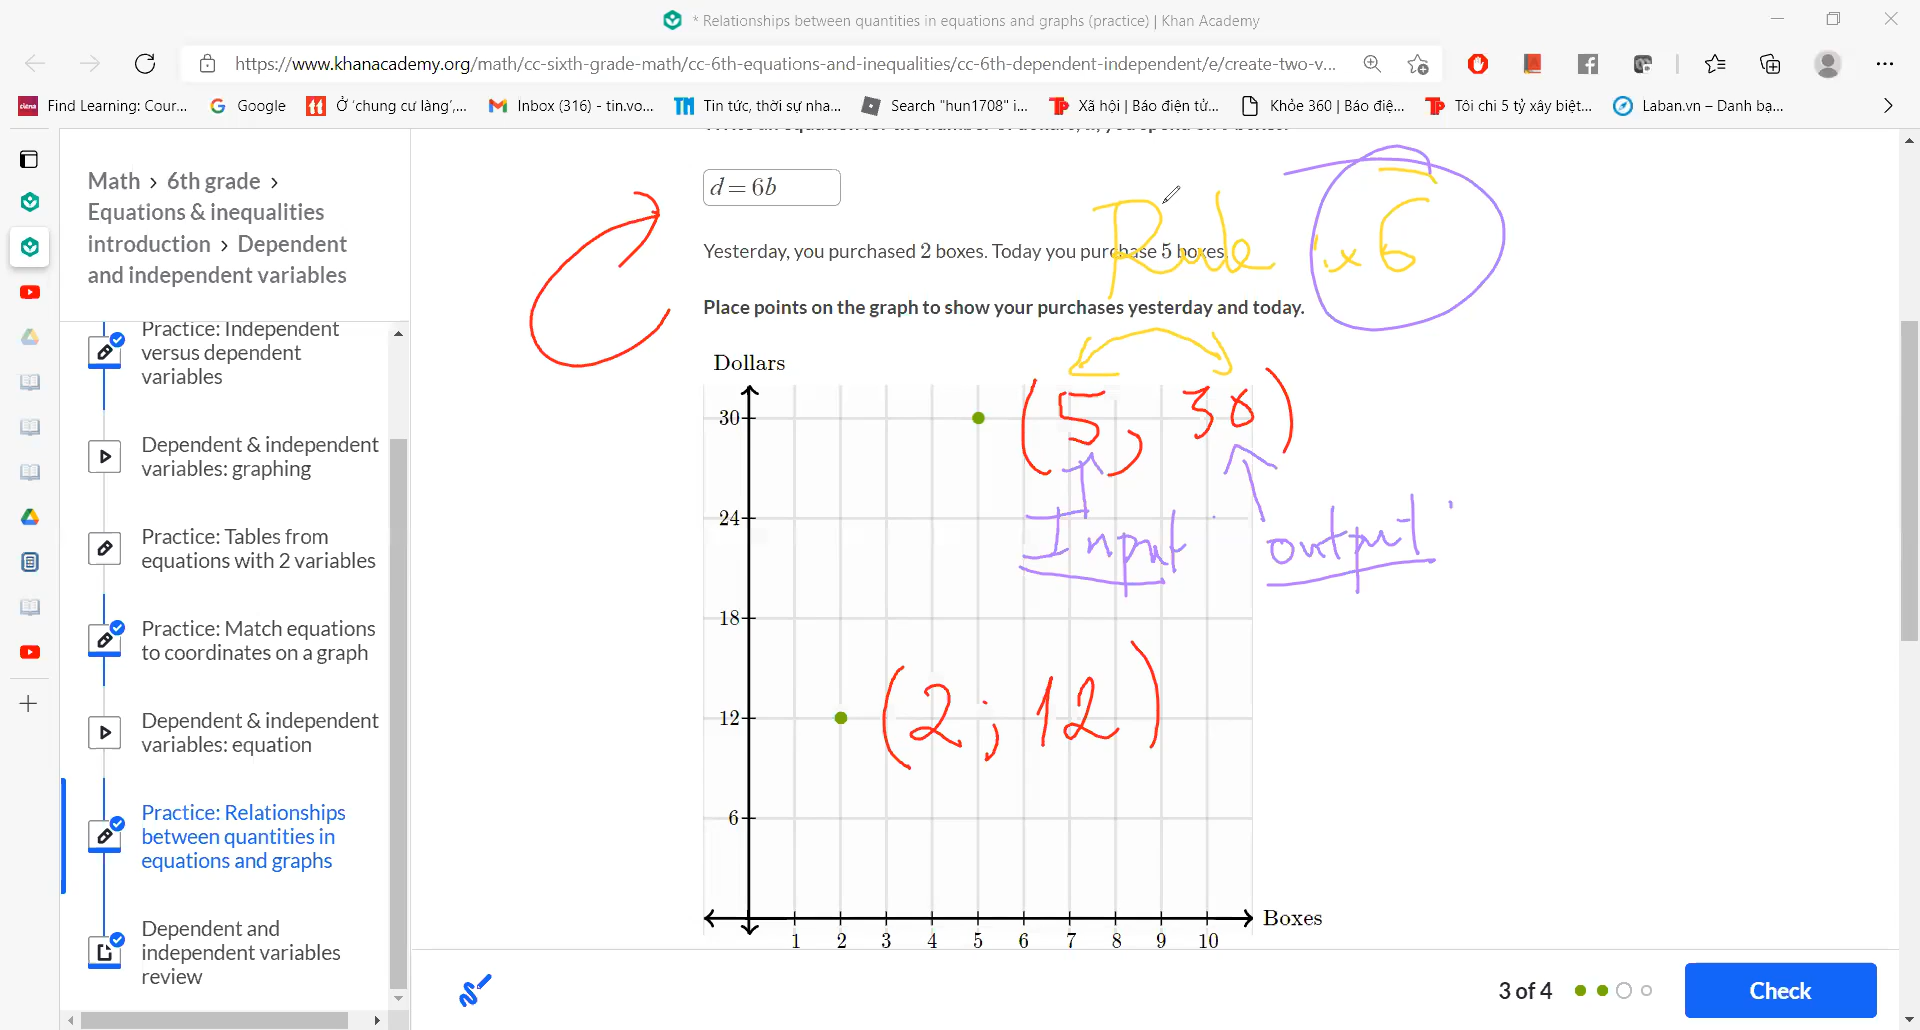 * Relationships between quantities in equations and graphs (practice) | Khan Academy
https://www.khanacademy.org/math/cc-sixth-grade-math/cc-6th-equations-and-inequalities/cc-6th-dependent-independent/e/create-two-v...
Find Learning: Cour...
Google
Ở 'chung cư làng',...
Inbox (316) - tin.vo...
Tin tức, thời sự nha...
Search "hun1708" i...
Xã hội | Báo điện tử...
Khỏe 360 | Báo điệ...
Tôi chi 5 tỷ xây biệt...
Laban.vn – Danh bạ...
Math › 6th grade ›
Equations & inequalities
introduction › Dependent
and independent variables
Practice: Independent
versus dependent
variables
Dependent & independent
variables: graphing
Practice: Tables from
equations with 2 variables
Practice: Match equations
to coordinates on a graph
Dependent & independent
variables: equation
Practice: Relationships
between quantities in
equations and graphs
Dependent and
independent variables
review
d = 6b
Rule : x 6
Yesterday, you purchased 2 boxes. Today you purchase 5 boxes.
Place points on the graph to show your purchases yesterday and today.
Dollars
30
(5, 30)
24
Input
output
18
12
(2; 12)
6
Boxes
1 2 3 4 5 6 7 8 9 10
3 of 4
Check